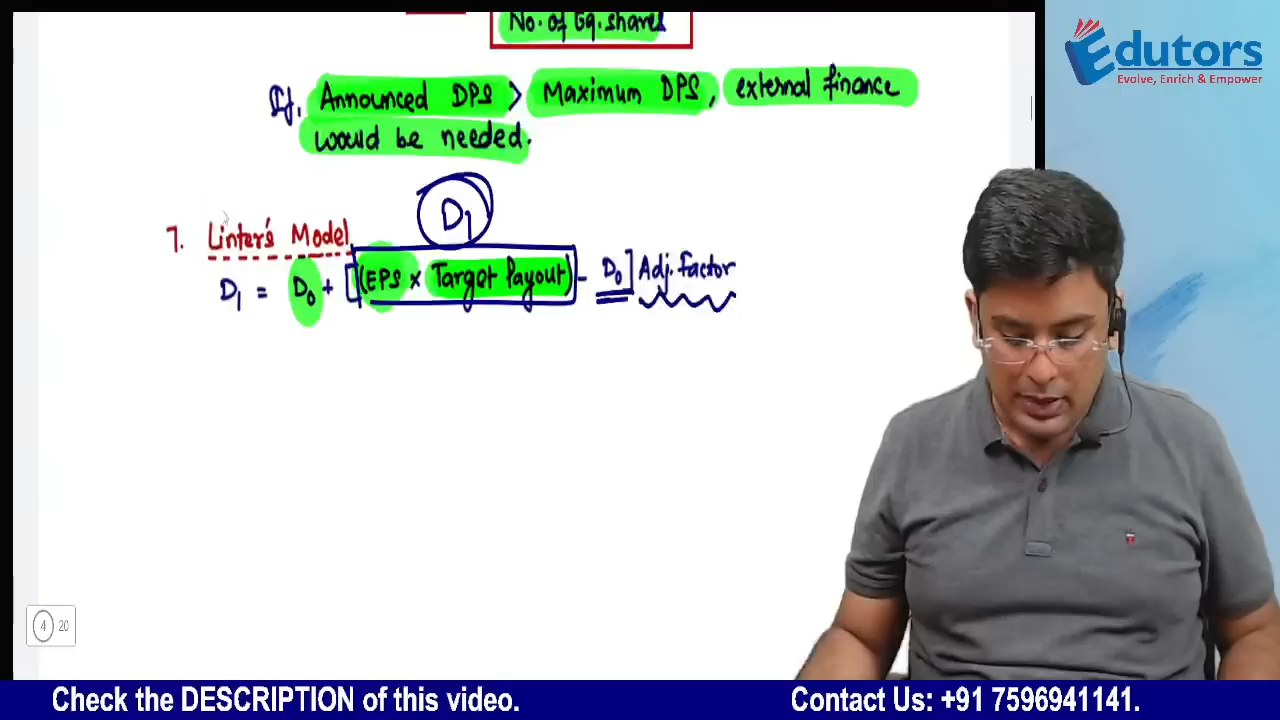 No. of Eq. shares
If, Announced DPS > Maximum DPS, external finance
would be needed.
D1
7. Linter's Model
D1 = D0 + [(EPS × Target Payout) - D0] Adj. factor
4 20
Edutors
Evolve, Enrich & Empower
Check the DESCRIPTION of this video.
Contact Us: +91 7596941141.